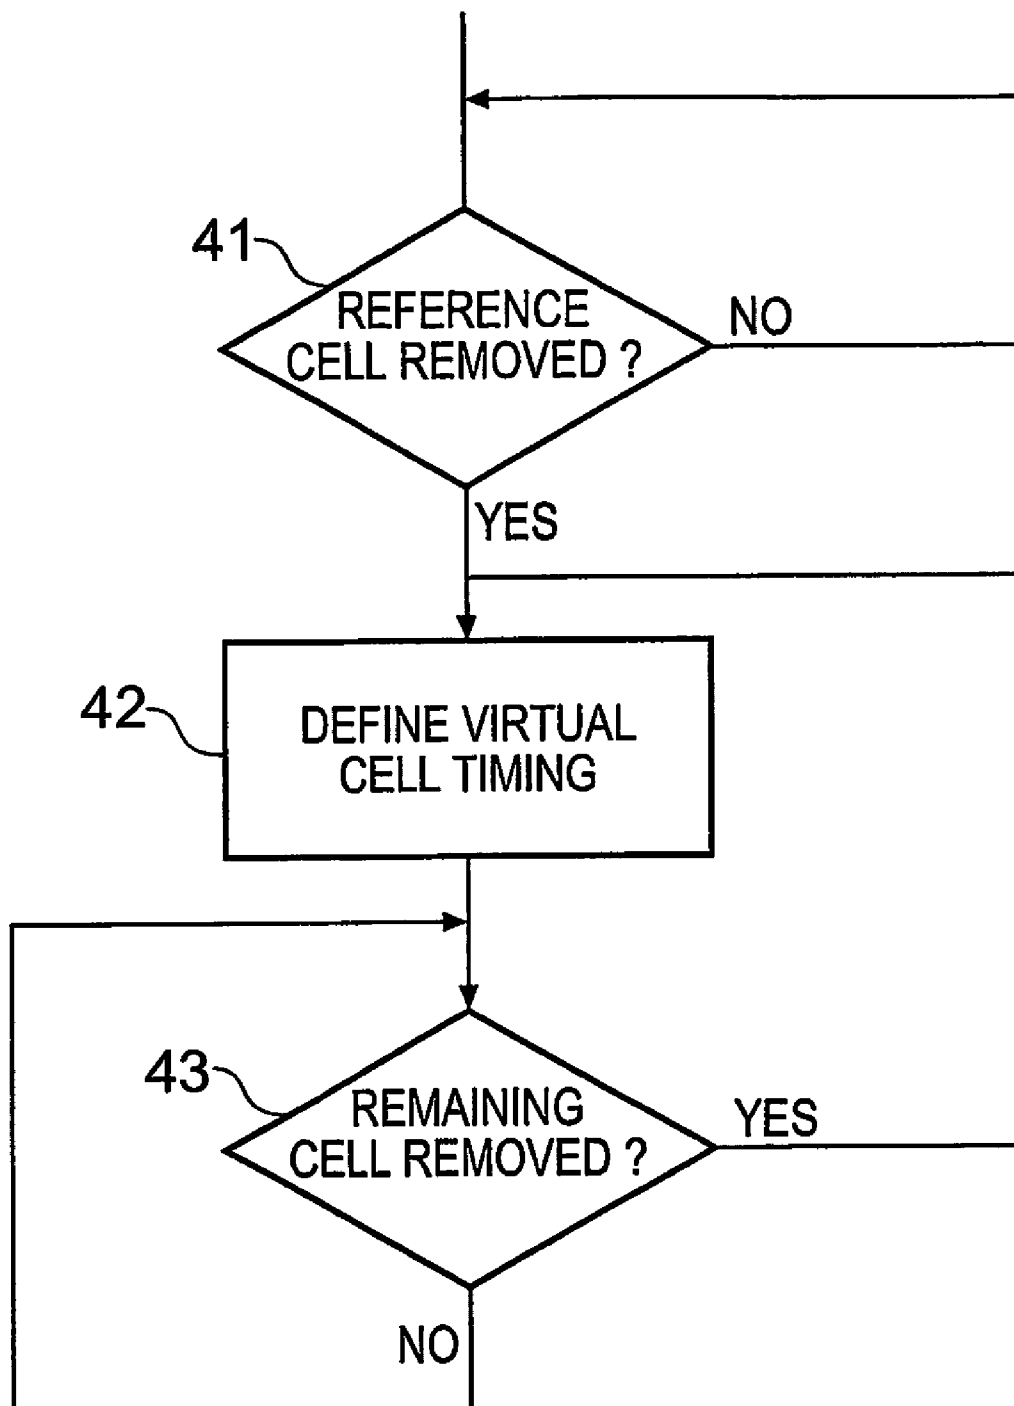 41
REFERENCE
CELL REMOVED ?
NO
YES
42
DEFINE VIRTUAL
CELL TIMING
43
REMAINING
CELL REMOVED ?
YES
NO